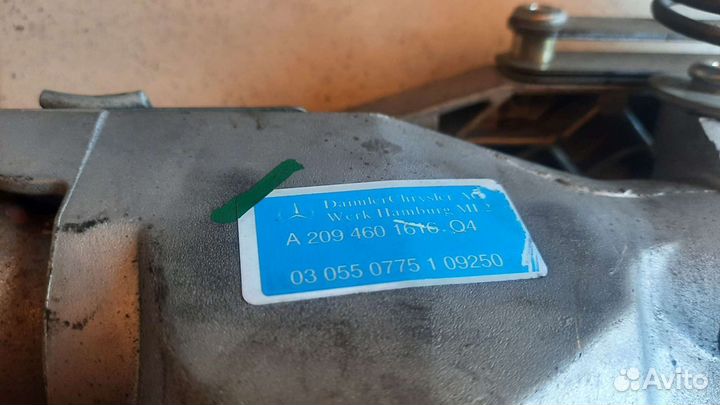 DaimlerChrysler AG
Werk Hamburg ML2
A 209 460 1616 Q4
03 055 0775 1 09250
Avito